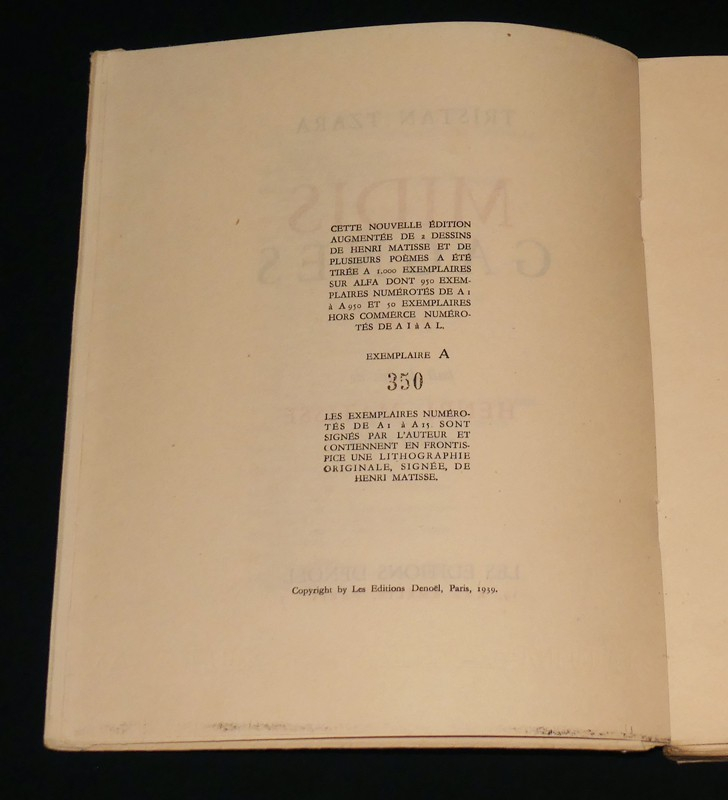 CETTE NOUVELLE ÉDITION
AUGMENTÉE DE 2 DESSINS
DE HENRI MATISSE ET DE
PLUSIEURS POÈMES A ÉTÉ
TIRÉE A 1.000 EXEMPLAIRES
SUR ALFA DONT 950 EXEM-
PLAIRES NUMÉROTÉS DE A 1
à A 950 ET 50 EXEMPLAIRES
HORS COMMERCE NUMÉRO-
TÉS DE A I à A L.
EXEMPLAIRE A
350
LES EXEMPLAIRES NUMÉRO-
TÉS DE A 1 à A 15 SONT
SIGNÉS PAR L'AUTEUR ET
CONTIENNENT EN FRONTIS-
PICE UNE LITHOGRAPHIE
ORIGINALE, SIGNÉE, DE
HENRI MATISSE.
Copyright by Les Editions Denoël, Paris, 1939.